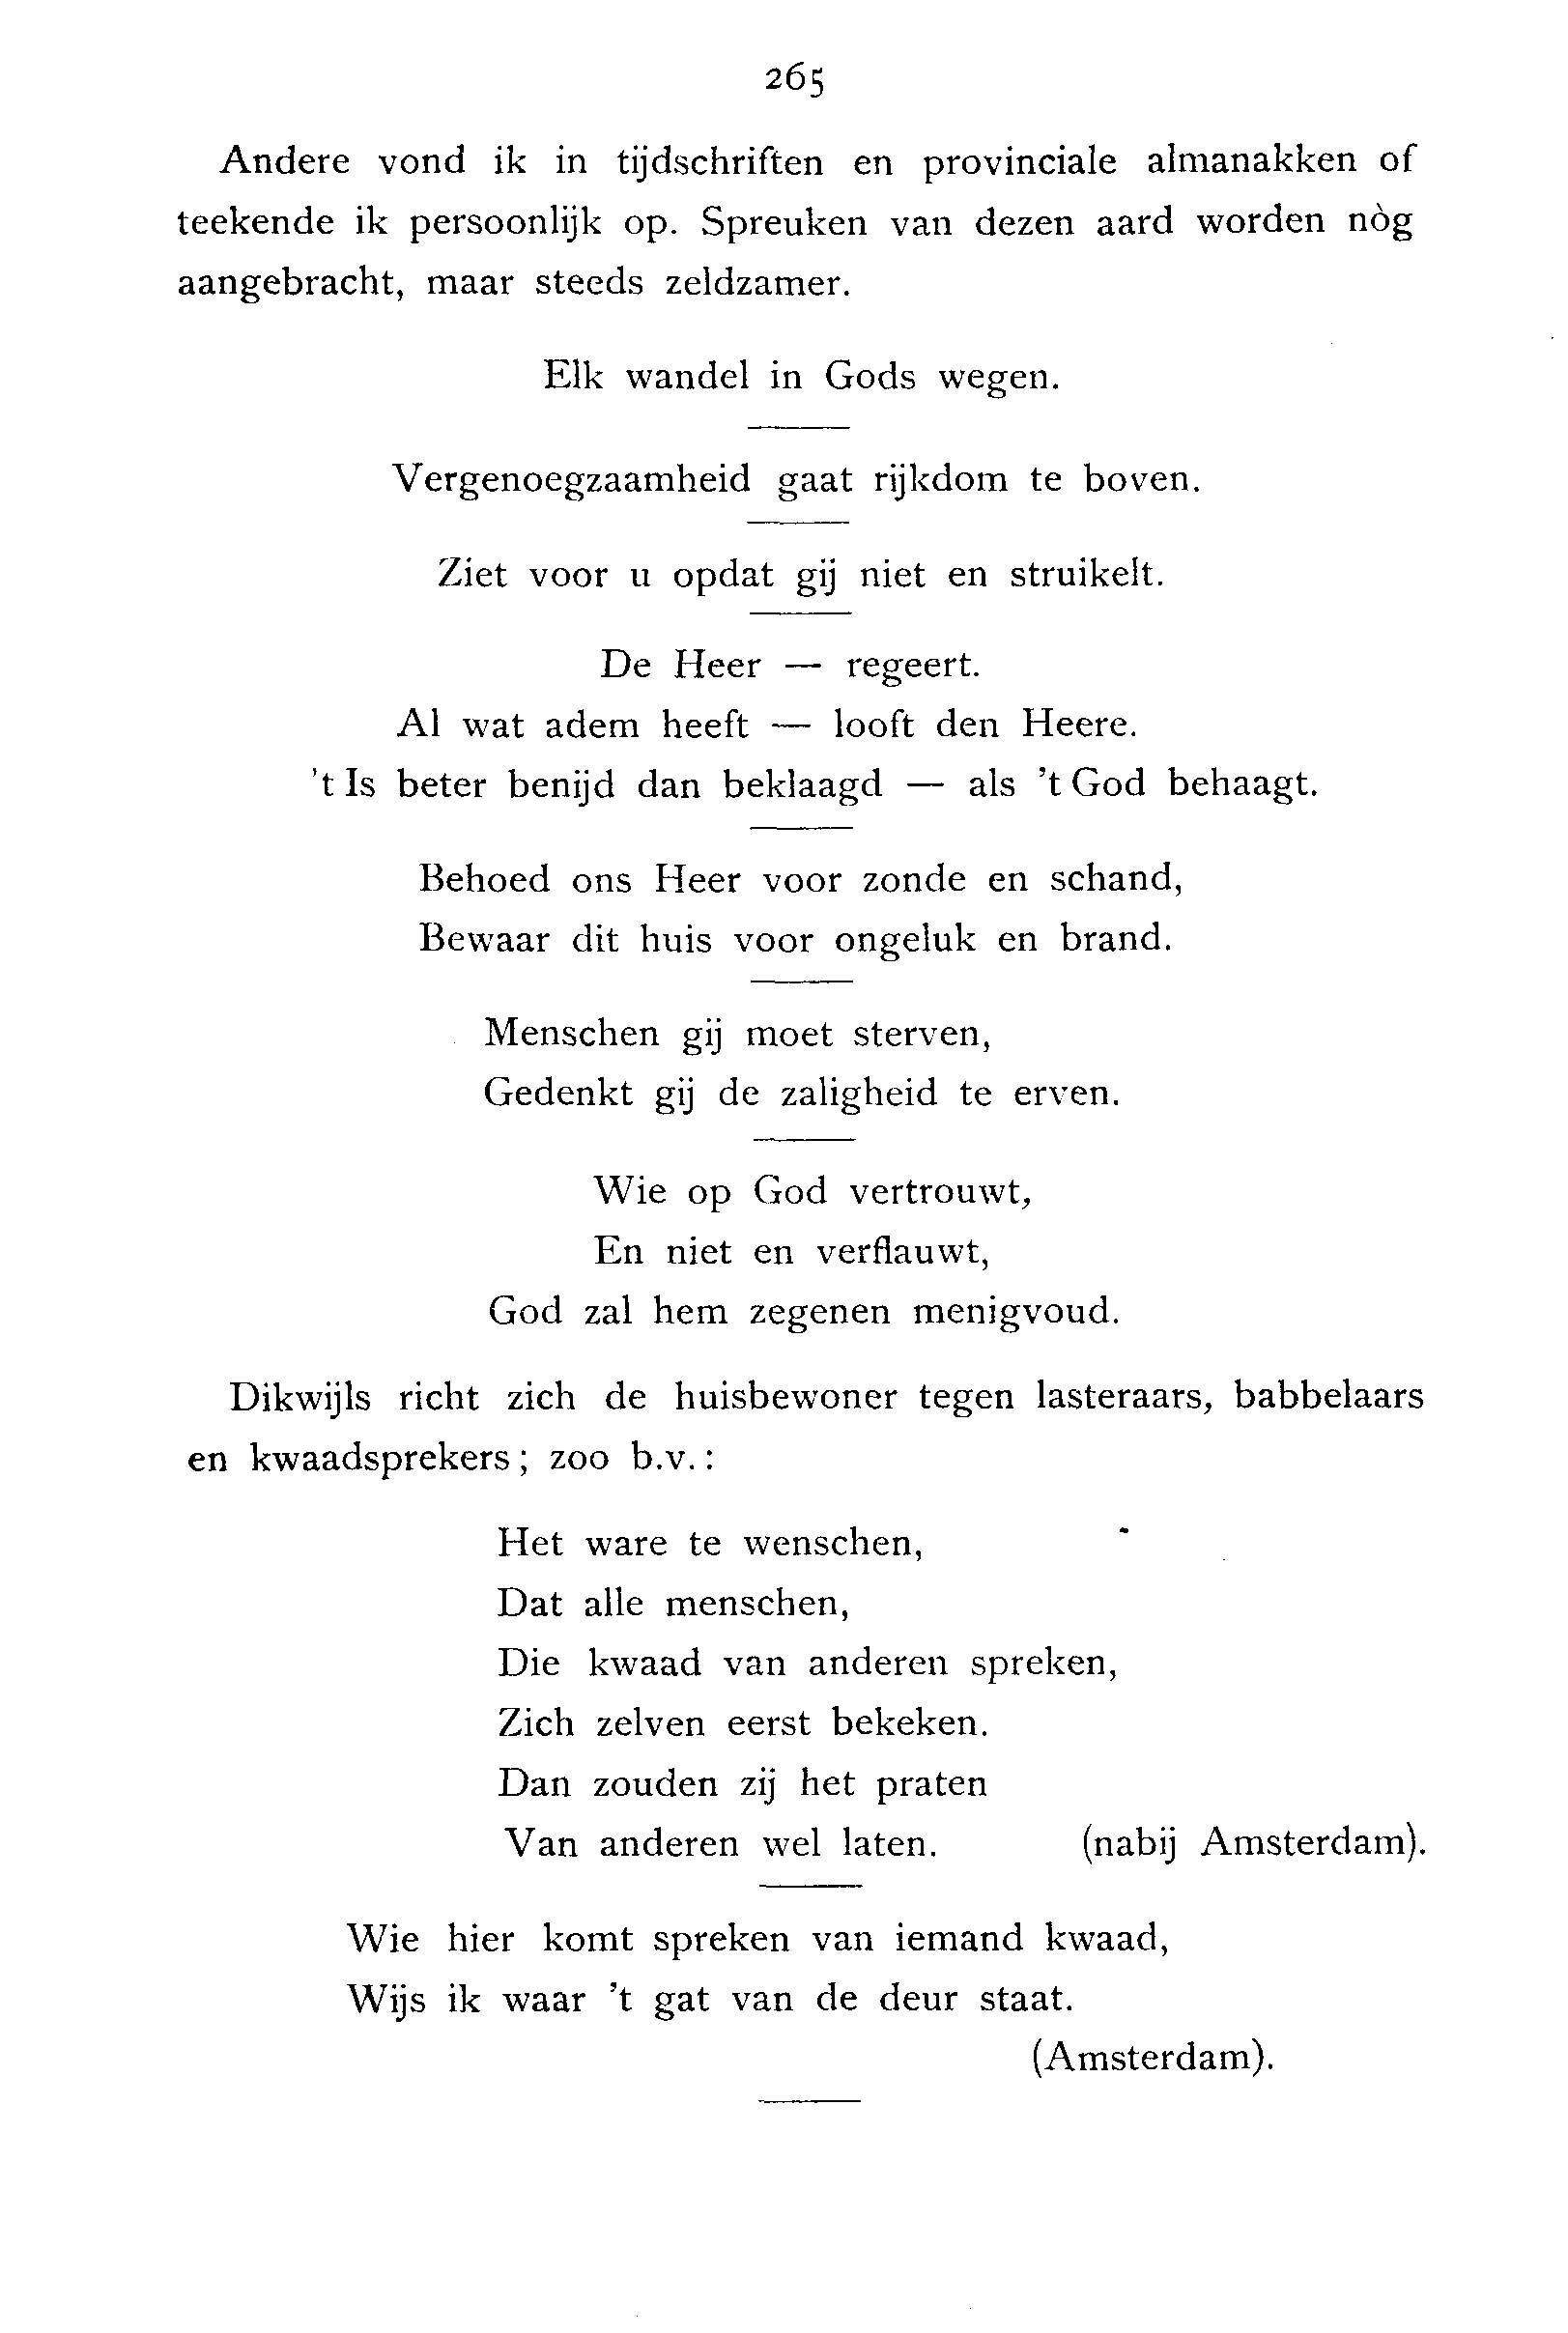 265
Andere vond ik in tijdschriften en provinciale almanakken of
teekende ik persoonlijk op. Spreuken van dezen aard worden nòg
aangebracht, maar steeds zeldzamer.
Elk wandel in Gods wegen.
Vergenoegzaamheid gaat rijkdom te boven.
Ziet voor u opdat gij niet en struikelt.
De Heer — regeert.
Al wat adem heeft — looft den Heere.
't Is beter benijd dan beklaagd — als 't God behaagt.
Behoed ons Heer voor zonde en schand,
Bewaar dit huis voor ongeluk en brand.
Menschen gij moet sterven,
Gedenkt gij de zaligheid te erven.
Wie op God vertrouwt,
En niet en verflauwt,
God zal hem zegenen menigvoud.
Dikwijls richt zich de huisbewoner tegen lasteraars, babbelaars
en kwaadsprekers; zoo b.v.:
Het ware te wenschen,
Dat alle menschen,
Die kwaad van anderen spreken,
Zich zelven eerst bekeken.
Dan zouden zij het praten
Van anderen wel laten. (nabij Amsterdam).
Wie hier komt spreken van iemand kwaad,
Wijs ik waar 't gat van de deur staat.
(Amsterdam).